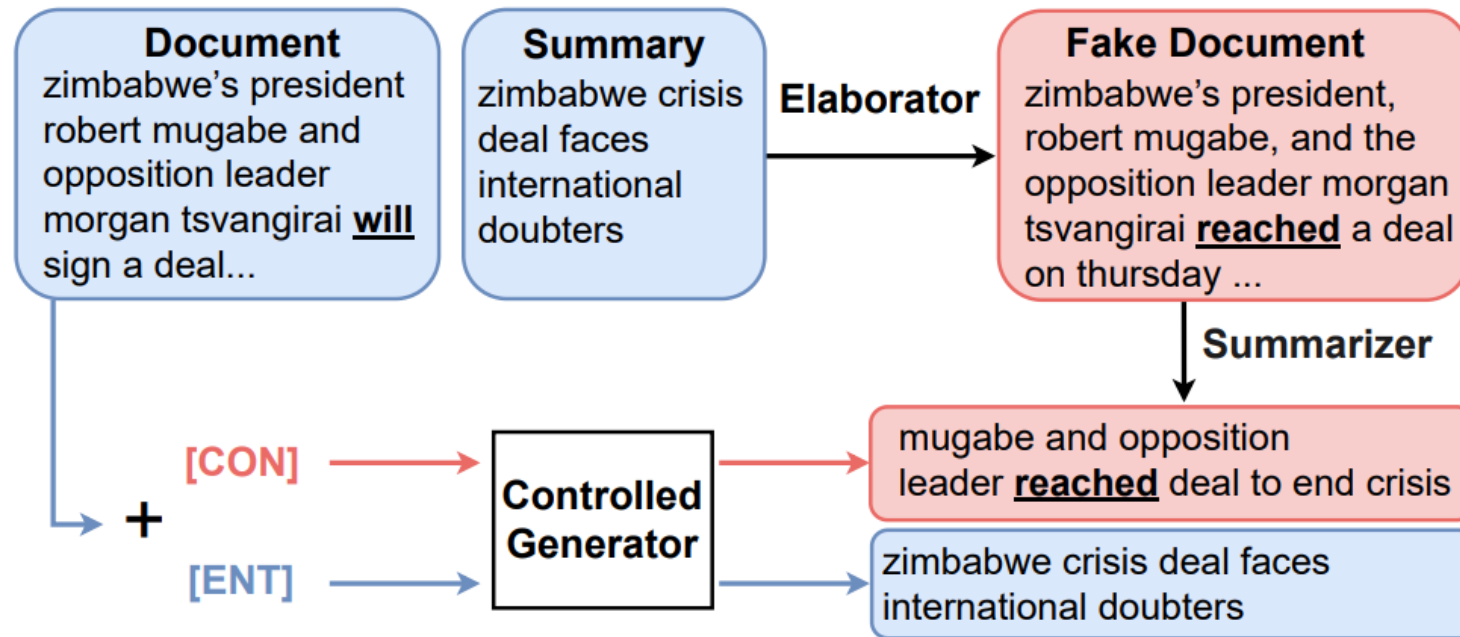 Document
zimbabwe's president
robert mugabe and
opposition leader
morgan tsvangirai will
sign a deal...
Summary
zimbabwe crisis
deal faces
international
doubters
Elaborator
Fake Document
zimbabwe's president,
robert mugabe, and the
opposition leader morgan
tsvangirai reached a deal
on thursday ...
Summarizer
[CON]
+
[ENT]
Controlled
Generator
mugabe and opposition
leader reached deal to end crisis
zimbabwe crisis deal faces
international doubters